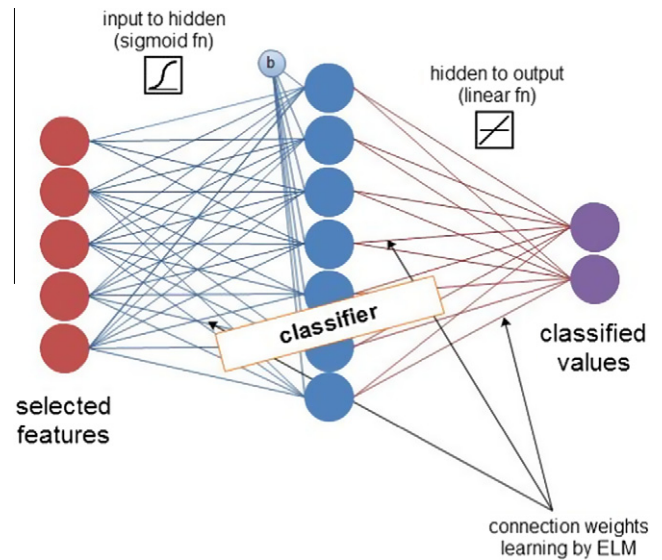 input to hidden
(sigmoid fn)
b
hidden to output
(linear fn)
classifier
classified
values
selected
features
connection weights
learning by ELM